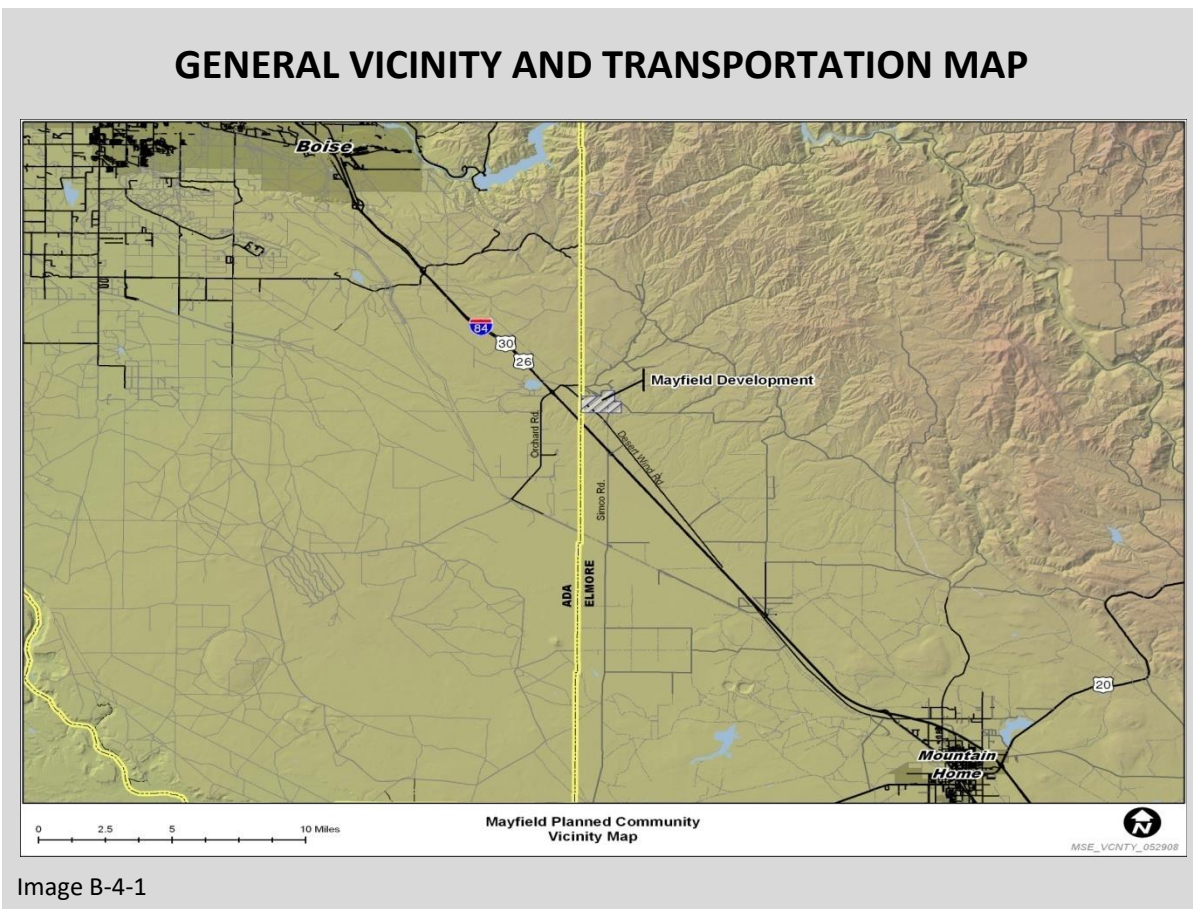 GENERAL VICINITY AND TRANSPORTATION MAP
Boise
84
30
26
Mayfield Development
Orchard Rd.
Desert Wind Rd.
Simco Rd.
ADA
ELMORE
20
Mountain
Home
0 2.5 5 10 Miles
Mayfield Planned Community
Vicinity Map
N
MSE_VCNTY_052908
Image B-4-1